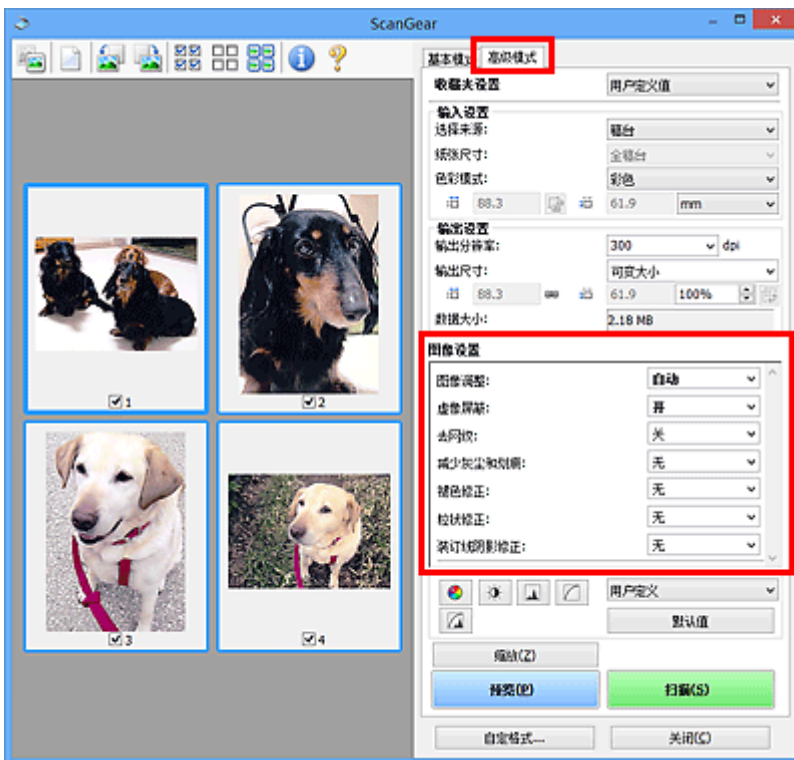 ScanGear
基本模式 高级模式
收藏夹设置 用户定义值
输入设置
选择来源: 稿台
纸张尺寸: 全稿台
色彩模式: 彩色
88.3 61.9 mm
输出设置
输出分辨率: 300 dpi
输出尺寸: 可变大小
88.3 61.9 100%
数据大小: 2.18 MB
图像设置
图像调整: 自动
虚像屏蔽: 开
去网纹: 关
减少灰尘和划痕: 无
褪色修正: 无
粒状修正: 无
装订线阴影修正: 无
用户定义
默认值
缩放(Z)
预览(P) 扫描(S)
自定格式... 关闭(C)
1
2
3
4